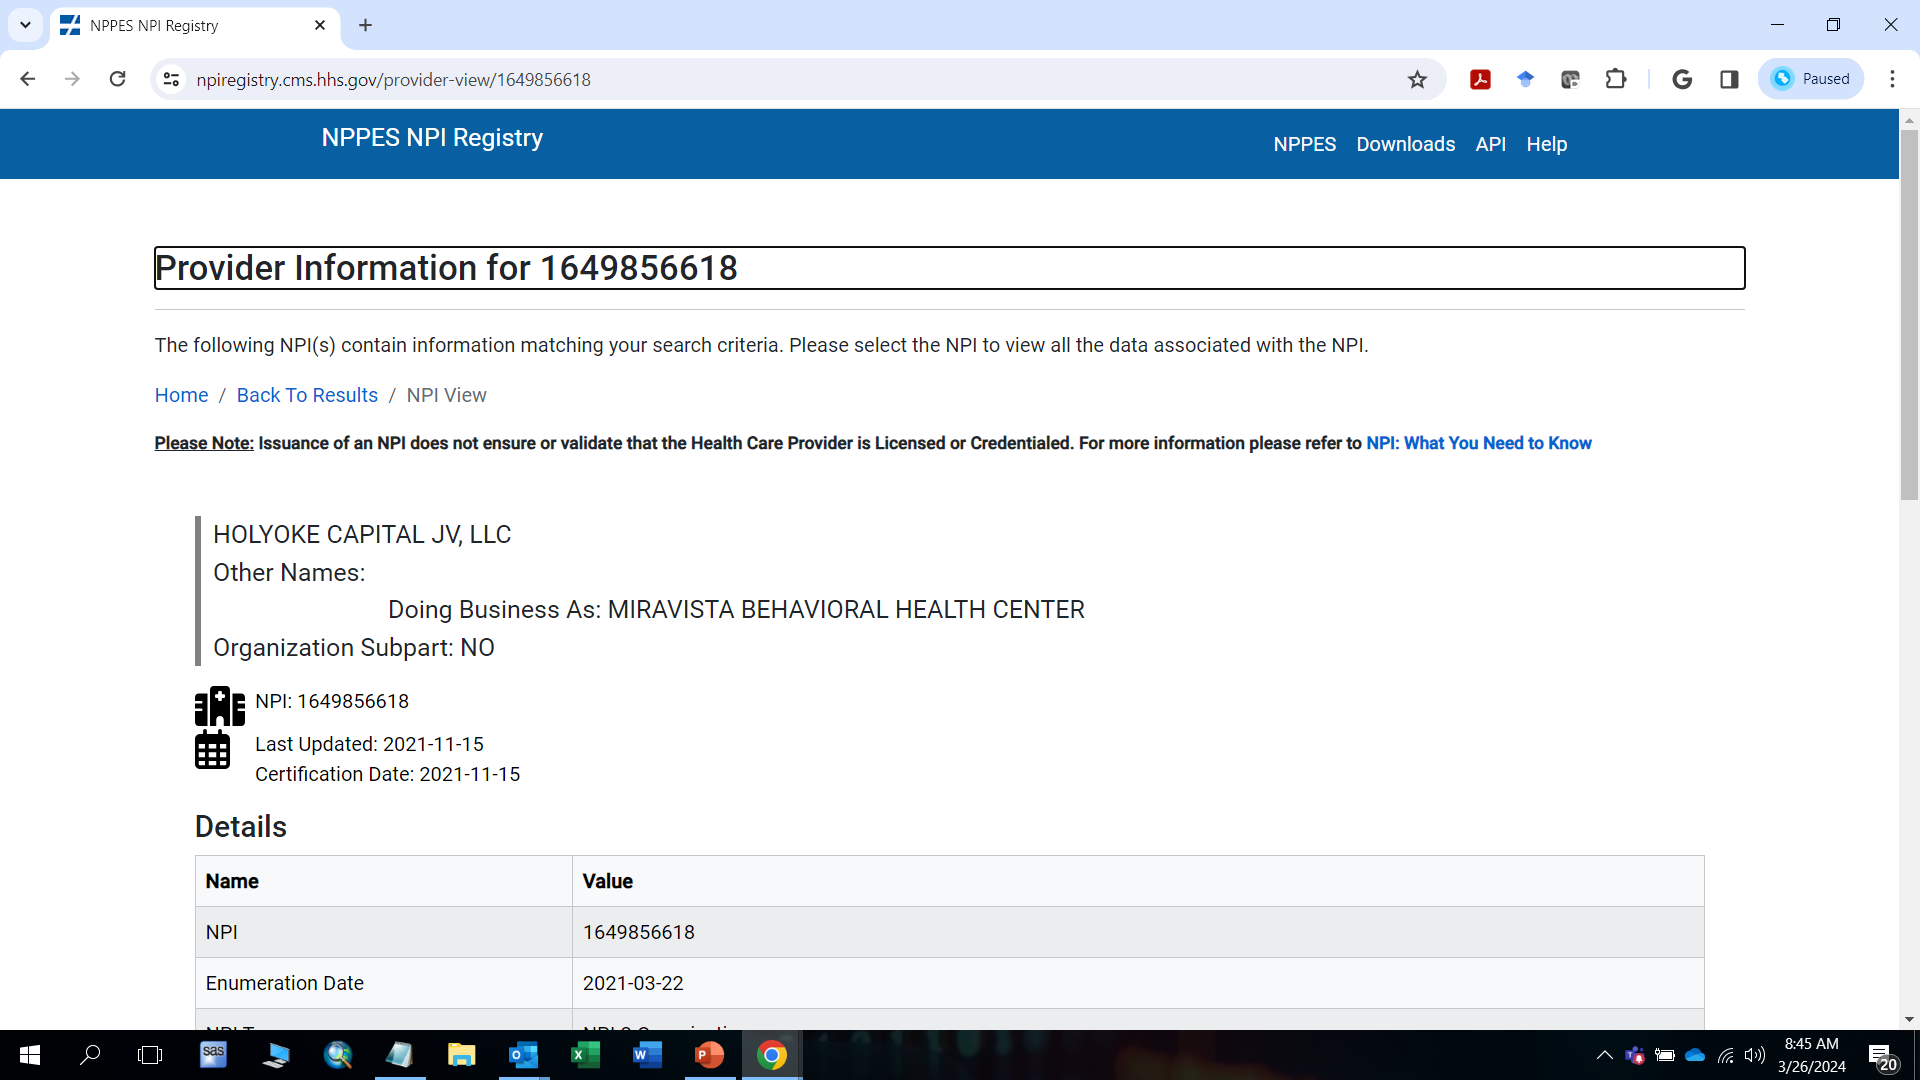 NPPES NPI Registry
npiregistry.cms.hhs.gov/provider-view/1649856618
Paused
NPPES NPI Registry
NPPES Downloads API Help
Provider Information for 1649856618
The following NPI(s) contain information matching your search criteria. Please select the NPI to view all the data associated with the NPI.
Home / Back To Results / NPI View
Please Note: Issuance of an NPI does not ensure or validate that the Health Care Provider is Licensed or Credentialed. For more information please refer to NPI: What You Need to Know
HOLYOKE CAPITAL JV, LLC
Other Names:
Doing Business As: MIRAVISTA BEHAVIORAL HEALTH CENTER
Organization Subpart: NO
NPI: 1649856618
Last Updated: 2021-11-15
Certification Date: 2021-11-15
Details
Name Value
NPI 1649856618
Enumeration Date 2021-03-22
sas
8:45 AM
3/26/2024
20